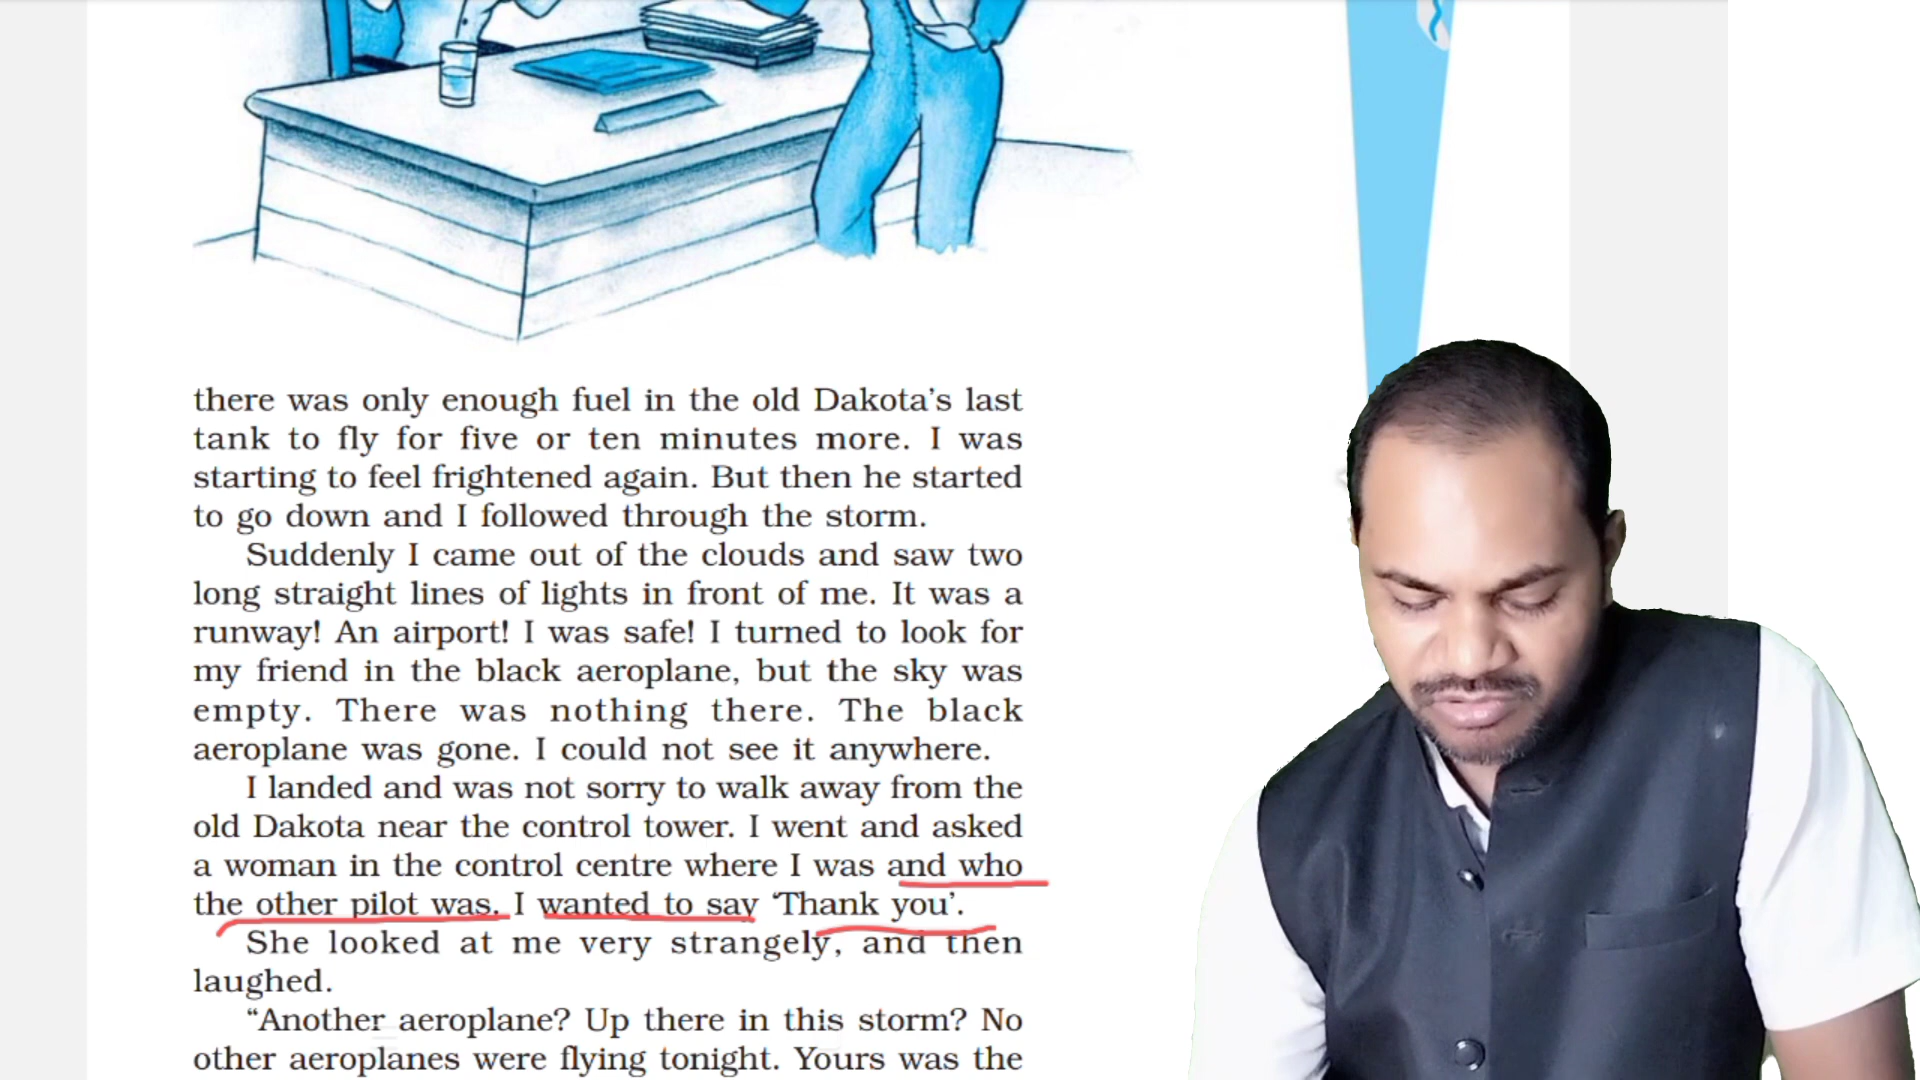 there was only enough fuel in the old Dakota’s last
tank to fly for five or ten minutes more. I was
starting to feel frightened again. But then he started
to go down and I followed through the storm.
Suddenly I came out of the clouds and saw two
long straight lines of lights in front of me. It was a
runway! An airport! I was safe! I turned to look for
my friend in the black aeroplane, but the sky was
empty. There was nothing there. The black
aeroplane was gone. I could not see it anywhere.
I landed and was not sorry to walk away from the
old Dakota near the control tower. I went and asked
a woman in the control centre where I was and who
the other pilot was. I wanted to say ‘Thank you’.
She looked at me very strangely, and then
laughed.
“Another aeroplane? Up there in this storm? No
other aeroplanes were flying tonight. Yours was the